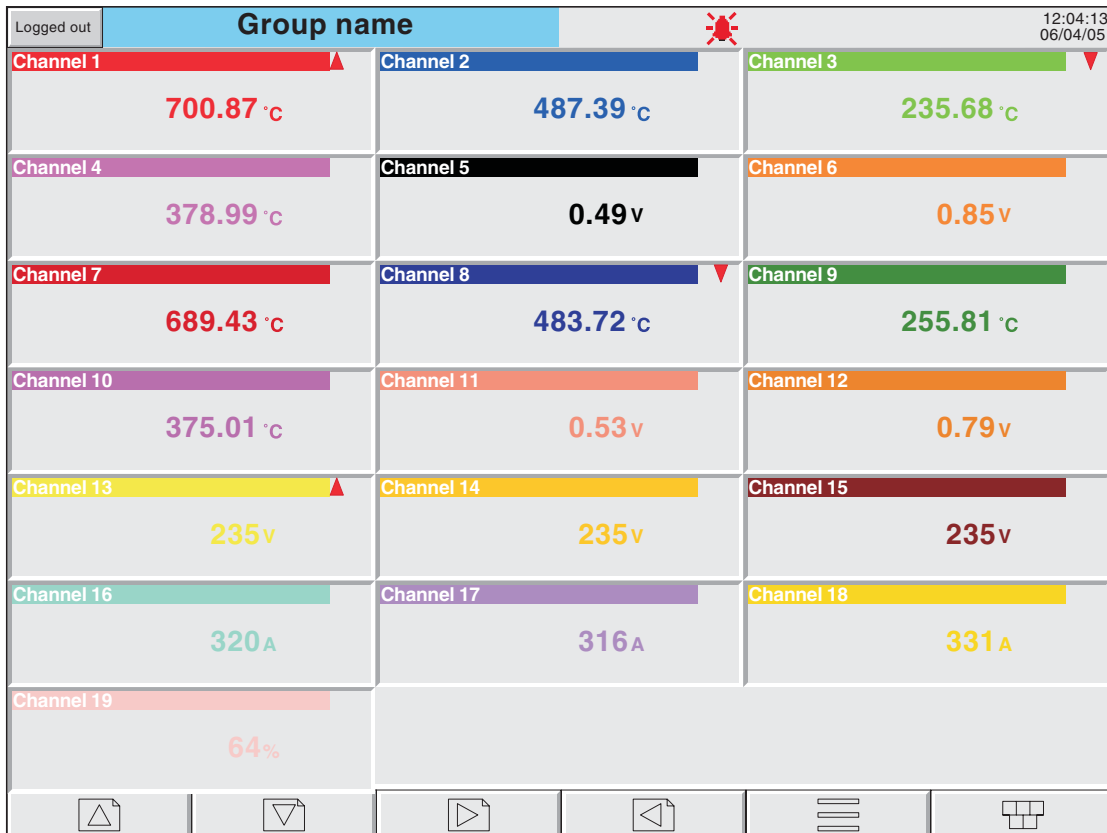 Logged out Group name 12:04:13
06/04/05
Channel 1 Channel 2 Channel 3
700.87 °C 487.39 °C 235.68 °C
Channel 4 Channel 5 Channel 6
378.99 °C 0.49 V 0.85 V
Channel 7 Channel 8 Channel 9
689.43 °C 483.72 °C 255.81 °C
Channel 10 Channel 11 Channel 12
375.01 °C 0.53 V 0.79 V
Channel 13 Channel 14 Channel 15
235 V 235 V 235 V
Channel 16 Channel 17 Channel 18
320 A 316 A 331 A
Channel 19
64 %